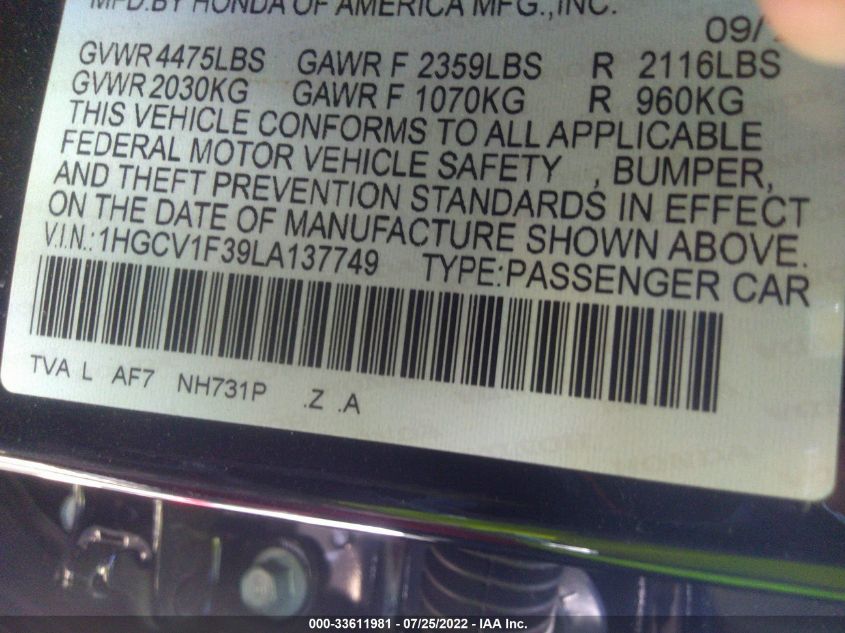 MFD.BY HONDA OF AMERICA MFG.,INC.
09/
GVWR 4475LBS GAWR F 2359LBS R 2116LBS
GVWR 2030KG GAWR F 1070KG R 960KG
THIS VEHICLE CONFORMS TO ALL APPLICABLE
FEDERAL MOTOR VEHICLE SAFETY , BUMPER,
AND THEFT PREVENTION STANDARDS IN EFFECT
ON THE DATE OF MANUFACTURE SHOWN ABOVE.
V.I.N.:1HGCV1F39LA137749 TYPE:PASSENGER CAR
TVA L AF7 NH731P .Z .A
000-33611981 / 07/25/2022 - IAA Inc.